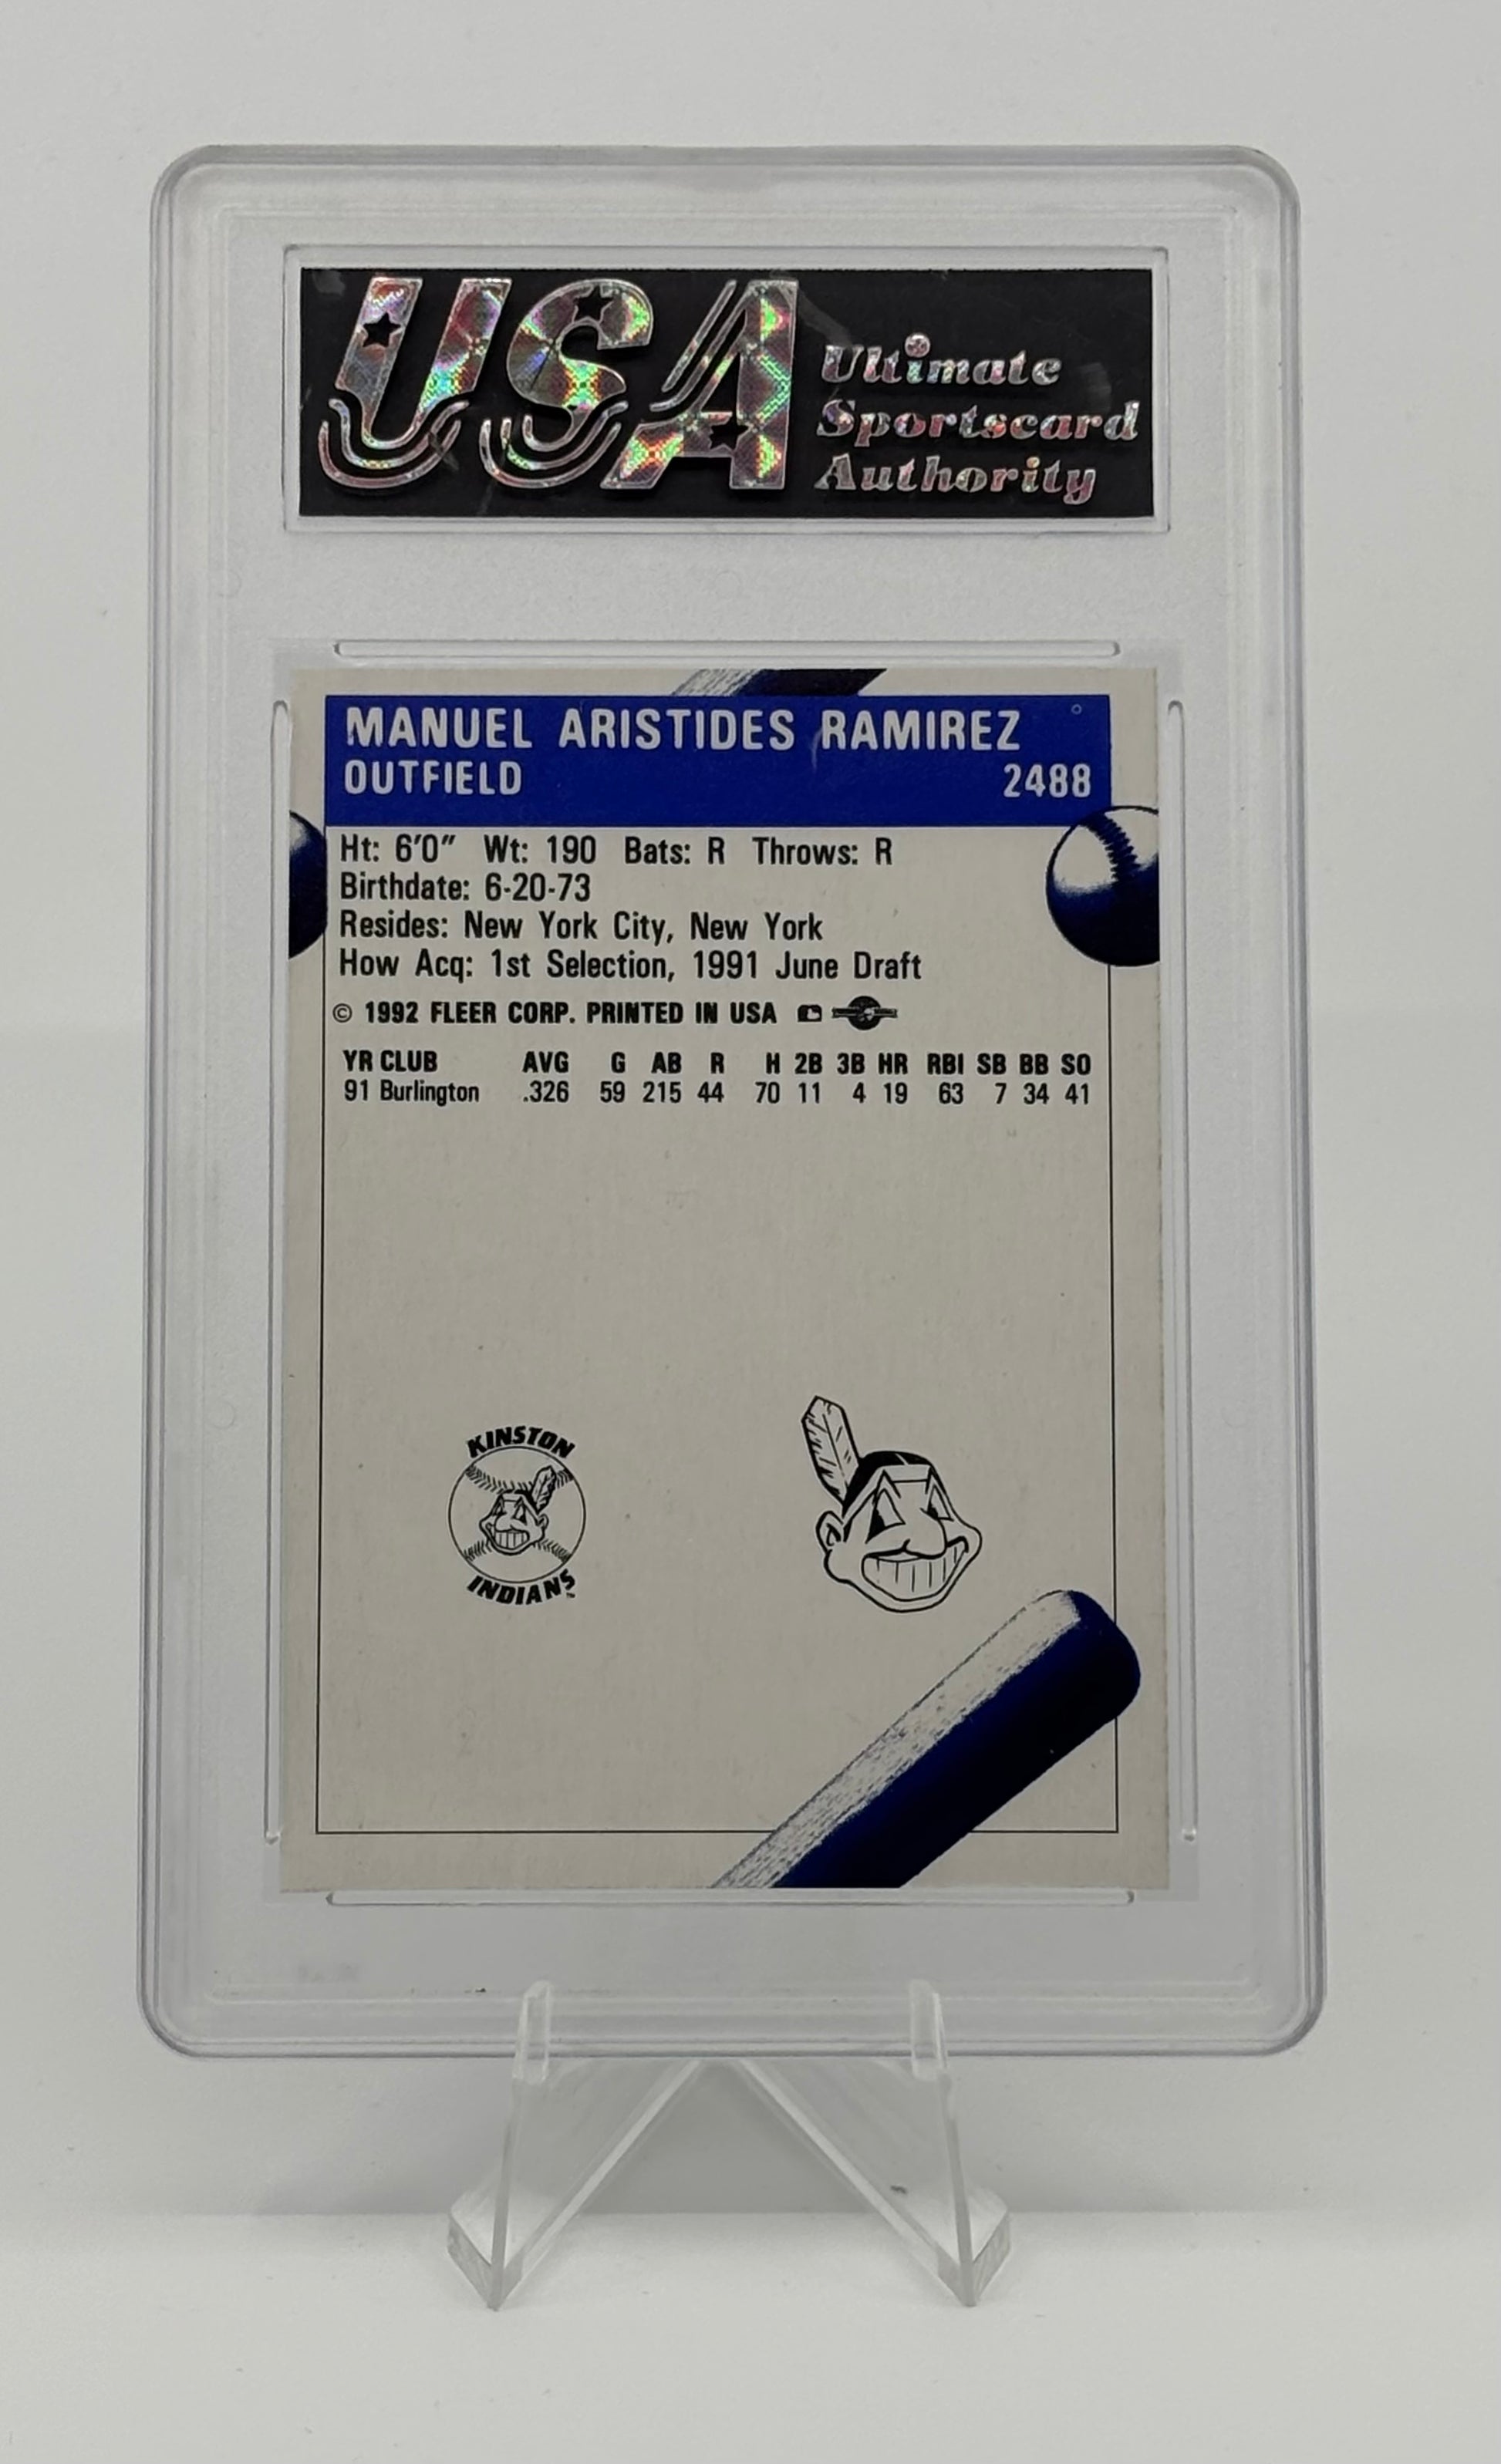 USA
Ultimate
Sportscard
Authority
MANUEL ARISTIDES RAMIREZ
OUTFIELD 2488
Ht: 6'0" Wt: 190 Bats: R Throws: R
Birthdate: 6-20-73
Resides: New York City, New York
How Acq: 1st Selection, 1991 June Draft
© 1992 FLEER CORP. PRINTED IN USA
YR CLUB AVG G AB R H 2B 3B HR RBI SB BB SO
91 Burlington .326 59 215 44 70 11 4 19 63 7 34 41
KINSTON
INDIANS